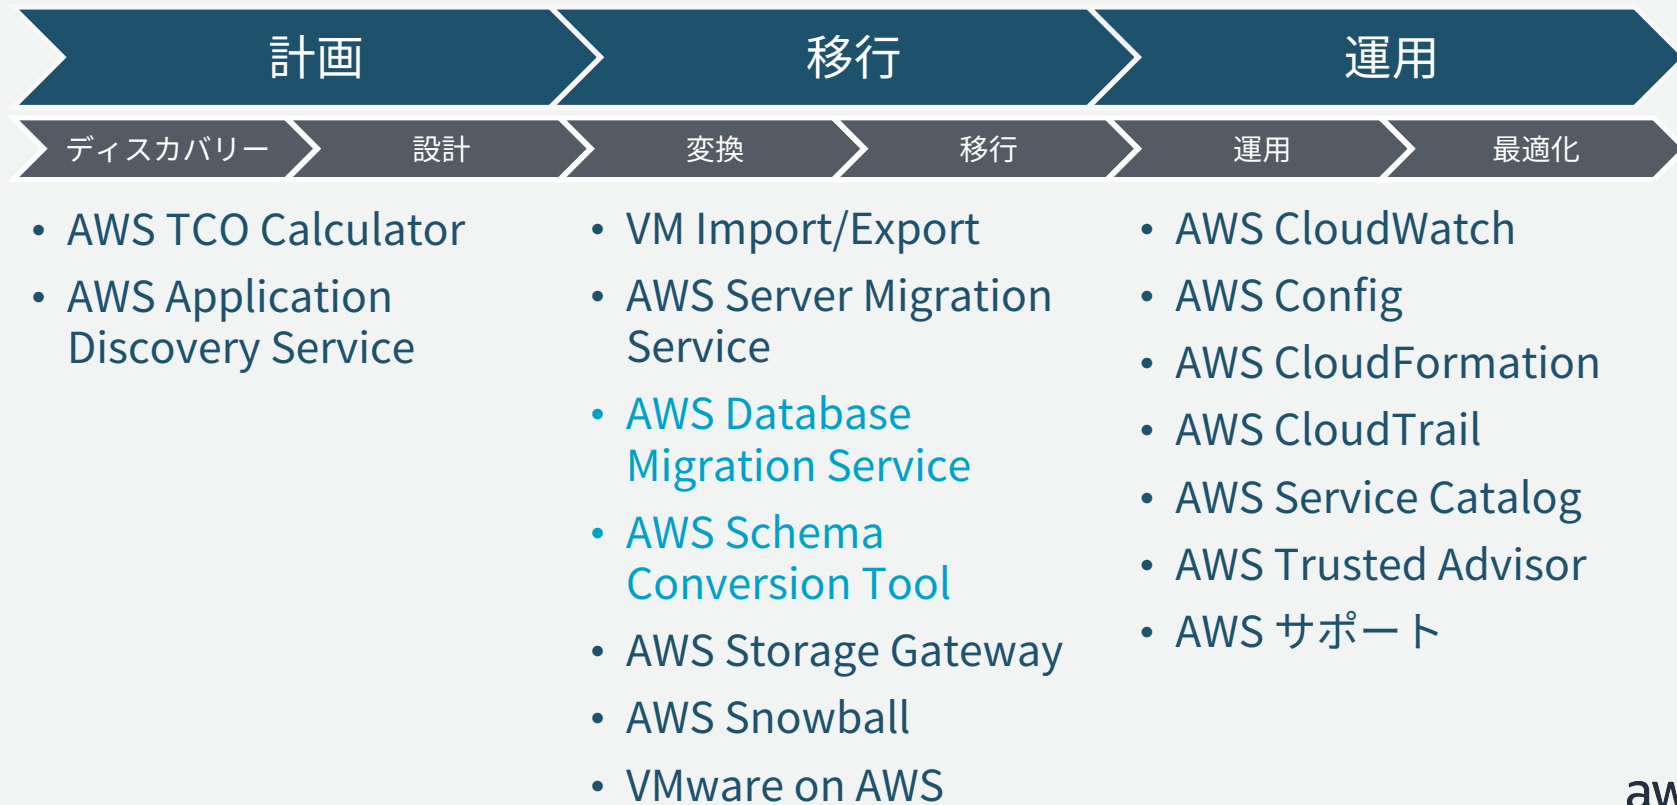 計画
移行
運用
ディスカバリー
設計
変換
移行
運用
最適化
• AWS TCO Calculator
• AWS Application
Discovery Service
• VM Import/Export
• AWS Server Migration
Service
• AWS Database
Migration Service
• AWS Schema
Conversion Tool
• AWS Storage Gateway
• AWS Snowball
• VMware on AWS
• AWS CloudWatch
• AWS Config
• AWS CloudFormation
• AWS CloudTrail
• AWS Service Catalog
• AWS Trusted Advisor
• AWS サポート